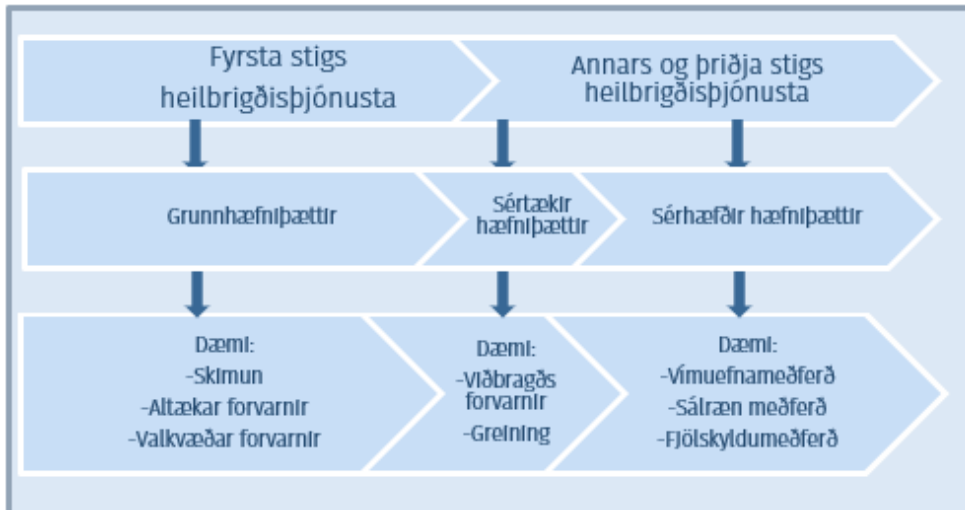 Fyrsta stigs
heilbrigðisþjónusta
Annars og þriðja stigs
heilbrigðisþjónusta
Grunnhæfniþættir
Sértækir
hæfniþættir
Sérhæfðir hæfniþættir
Dæmi:
-Skimun
-Altækar forvarnir
-Valkvæðar forvarnir
Dæmi:
-Viðbragðs
forvarnir
-Greining
Dæmi:
-Vímuefnameðferð
-Sálræn meðferð
-Fjölskyldumeðferð